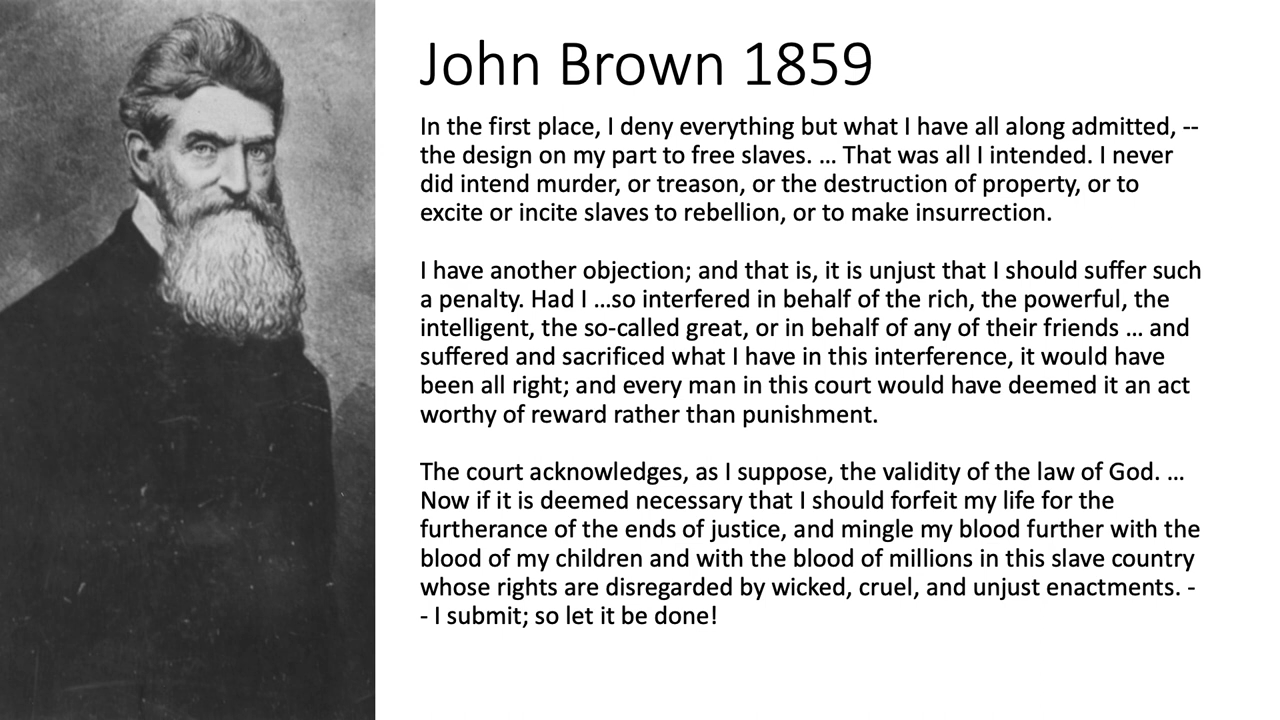 John Brown 1859
In the first place, I deny everything but what I have all along admitted, --
the design on my part to free slaves. … That was all I intended. I never
did intend murder, or treason, or the destruction of property, or to
excite or incite slaves to rebellion, or to make insurrection.
I have another objection; and that is, it is unjust that I should suffer such
a penalty. Had I …so interfered in behalf of the rich, the powerful, the
intelligent, the so-called great, or in behalf of any of their friends … and
suffered and sacrificed what I have in this interference, it would have
been all right; and every man in this court would have deemed it an act
worthy of reward rather than punishment.
The court acknowledges, as I suppose, the validity of the law of God. …
Now if it is deemed necessary that I should forfeit my life for the
furtherance of the ends of justice, and mingle my blood further with the
blood of my children and with the blood of millions in this slave country
whose rights are disregarded by wicked, cruel, and unjust enactments. -
- I submit; so let it be done!